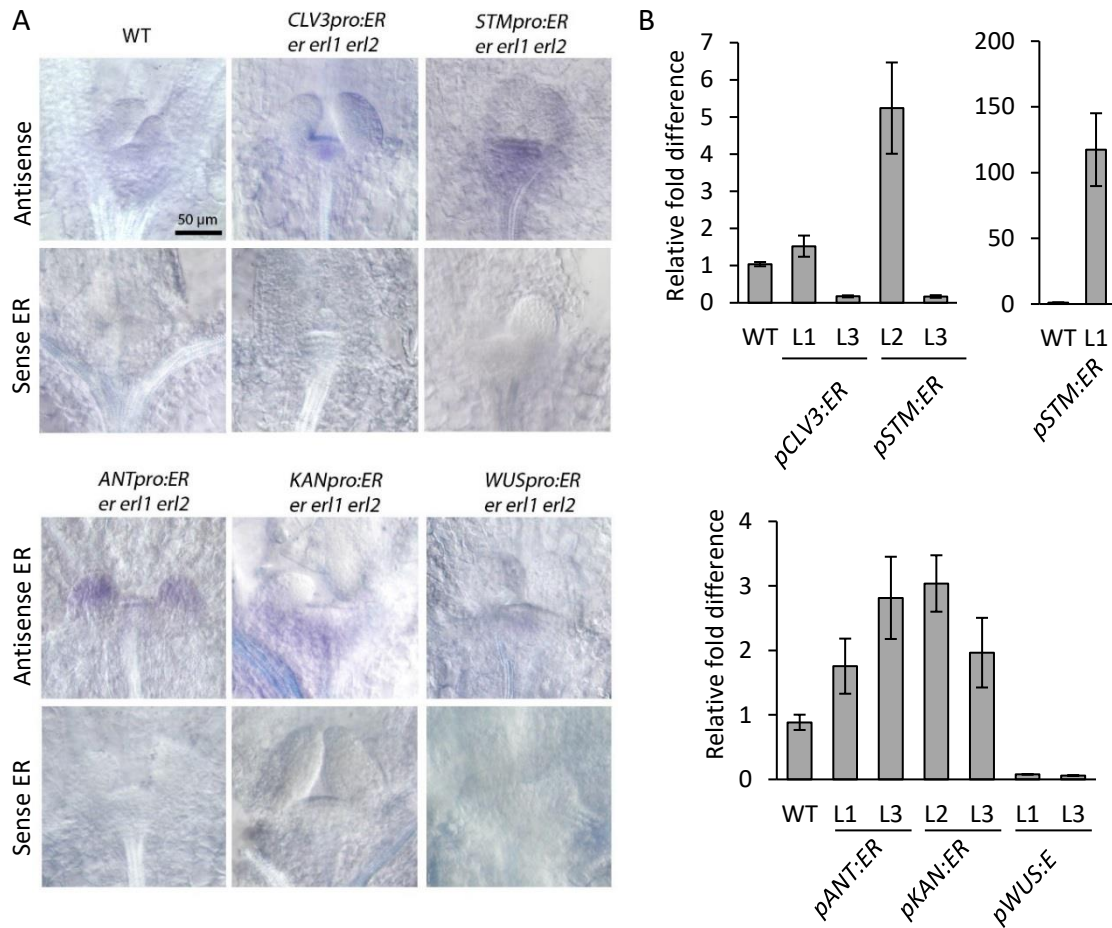 A
WT
CLV3pro:ER
er erl1 erl2
STMpro:ER
er erl1 erl2
Antisense
50 µm
Sense ER
ANTpro:ER
er erl1 erl2
KANpro:ER
er erl1 erl2
WUSpro:ER
er erl1 erl2
Antisense ER
Sense ER
B
Relative fold difference
7
6
5
4
3
2
1
0
WT L1 L3 L2 L3
pCLV3:ER
pSTM:ER
200
150
100
50
0
WT L1
pSTM:ER
Relative fold difference
4
3
2
1
0
WT L1 L3 L2 L3 L1 L3
pANT:ER
pKAN:ER
pWUS:E